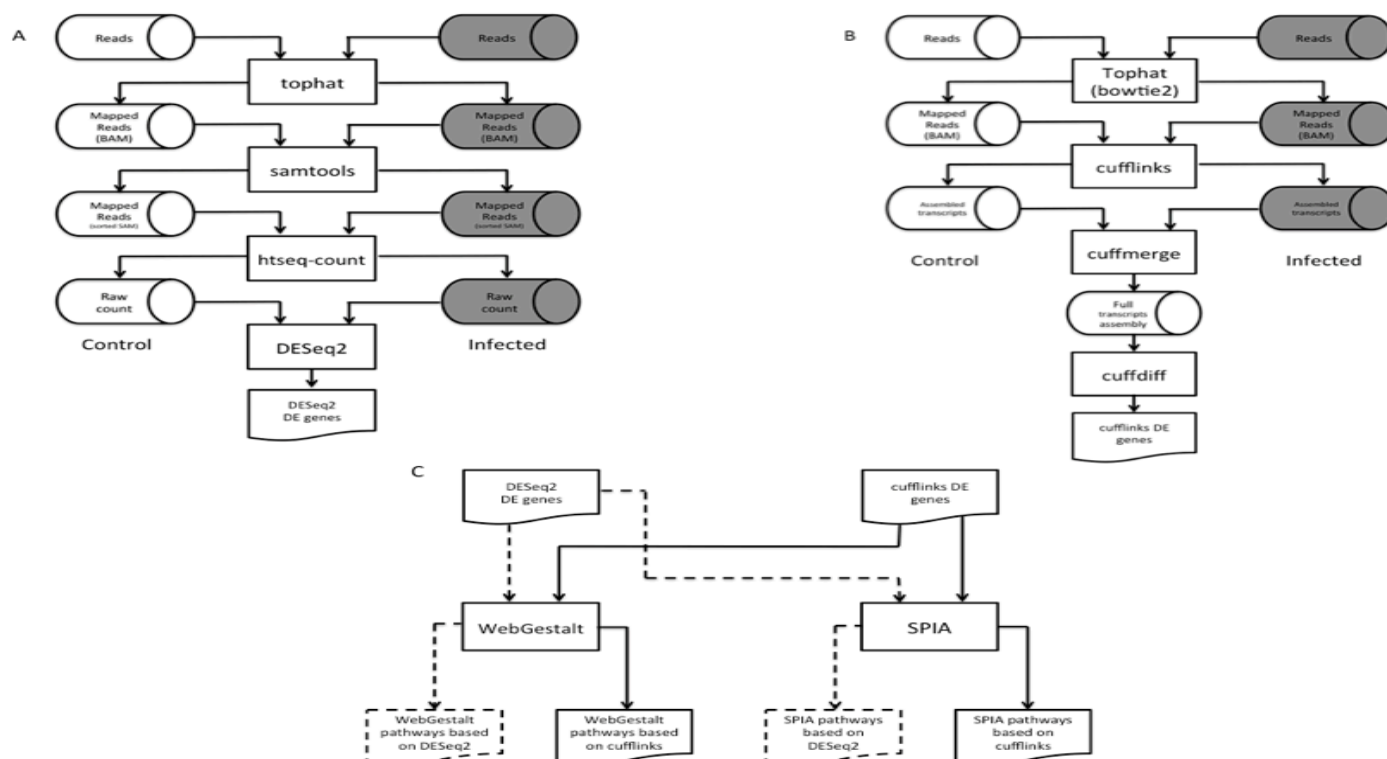 A
Reads
Reads
tophat
Mapped
Reads
(BAM)
Mapped
Reads
(BAM)
samtools
Mapped
Reads
(sorted SAM)
Mapped
Reads
(sorted SAM)
htseq-count
Raw
count
Raw
count
Control
Infected
DESeq2
DESeq2
DE genes
B
Reads
Reads
Tophat
(bowtie2)
Mapped
Reads
(BAM)
Mapped
Reads
(BAM)
cufflinks
Assembled
transcripts
Assembled
transcripts
Control
Infected
cuffmerge
Full
transcripts
assembly
cuffdiff
cufflinks DE
genes
C
DESeq2
DE genes
cufflinks DE
genes
WebGestalt
SPIA
WebGestalt
pathways based
on DESeq2
WebGestalt
pathways based
on cufflinks
SPIA pathways
based on
DESeq2
SPIA pathways
based on
cufflinks